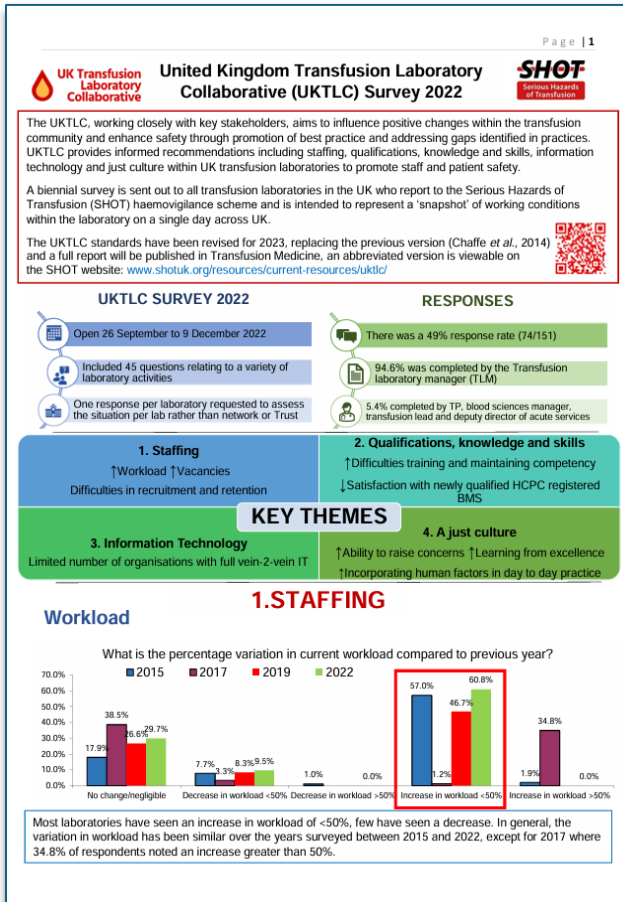 Page | 1
UK Transfusion
Laboratory
Collaborative
United Kingdom Transfusion Laboratory
Collaborative (UKTLC) Survey 2022
SHOT
Serious Hazards
of Transfusion
The UKTLC, working closely with key stakeholders, aims to influence positive changes within the transfusion
community and enhance safety through promotion of best practice and addressing gaps identified in practices.
UKTLC provides informed recommendations including staffing, qualifications, knowledge and skills, information
technology and just culture within UK transfusion laboratories to promote staff and patient safety.
A biennial survey is sent out to all transfusion laboratories in the UK who report to the Serious Hazards of
Transfusion (SHOT) haemovigilance scheme and is intended to represent a ‘snapshot’ of working conditions
within the laboratory on a single day across UK.
The UKTLC standards have been revised for 2023, replacing the previous version (Chaffe et al., 2014)
and a full report will be published in Transfusion Medicine, an abbreviated version is viewable on
the SHOT website: www.shotuk.org/resources/current-resources/uktlc/
UKTLC SURVEY 2022
Open 26 September to 9 December 2022
Included 45 questions relating to a variety of
laboratory activities
One response per laboratory requested to assess
the situation per lab rather than network or Trust
RESPONSES
There was a 49% response rate (74/151)
94.6% was completed by the Transfusion
laboratory manager (TLM)
5.4% completed by TP, blood sciences manager,
transfusion lead and deputy director of acute services
1. Staffing
↑Workload ↑Vacancies
Difficulties in recruitment and retention
2. Qualifications, knowledge and skills
↑Difficulties training and maintaining competency
↓Satisfaction with newly qualified HCPC registered
BMS
KEY THEMES
3. Information Technology
Limited number of organisations with full vein-2-vein IT
4. A just culture
↑Ability to raise concerns ↑Learning from excellence
↑Incorporating human factors in day to day practice
1.STAFFING
Workload
What is the percentage variation in current workload compared to previous year?
2015 2017 2019 2022
70.0%
60.0%
50.0%
40.0%
30.0%
20.0%
10.0%
0.0%
17.9% 38.5% 26.6% 29.7%
7.7% 3.3% 8.3% 9.5%
1.0% 0.0%
57.0% 1.2% 46.7% 60.8%
1.9% 34.8% 0.0%
No change/negligible Decrease in workload <50% Decrease in workload >50% Increase in workload <50% Increase in workload >50%
Most laboratories have seen an increase in workload of <50%, few have seen a decrease. In general, the
variation in workload has been similar over the years surveyed between 2015 and 2022, except for 2017 where
34.8% of respondents noted an increase greater than 50%.